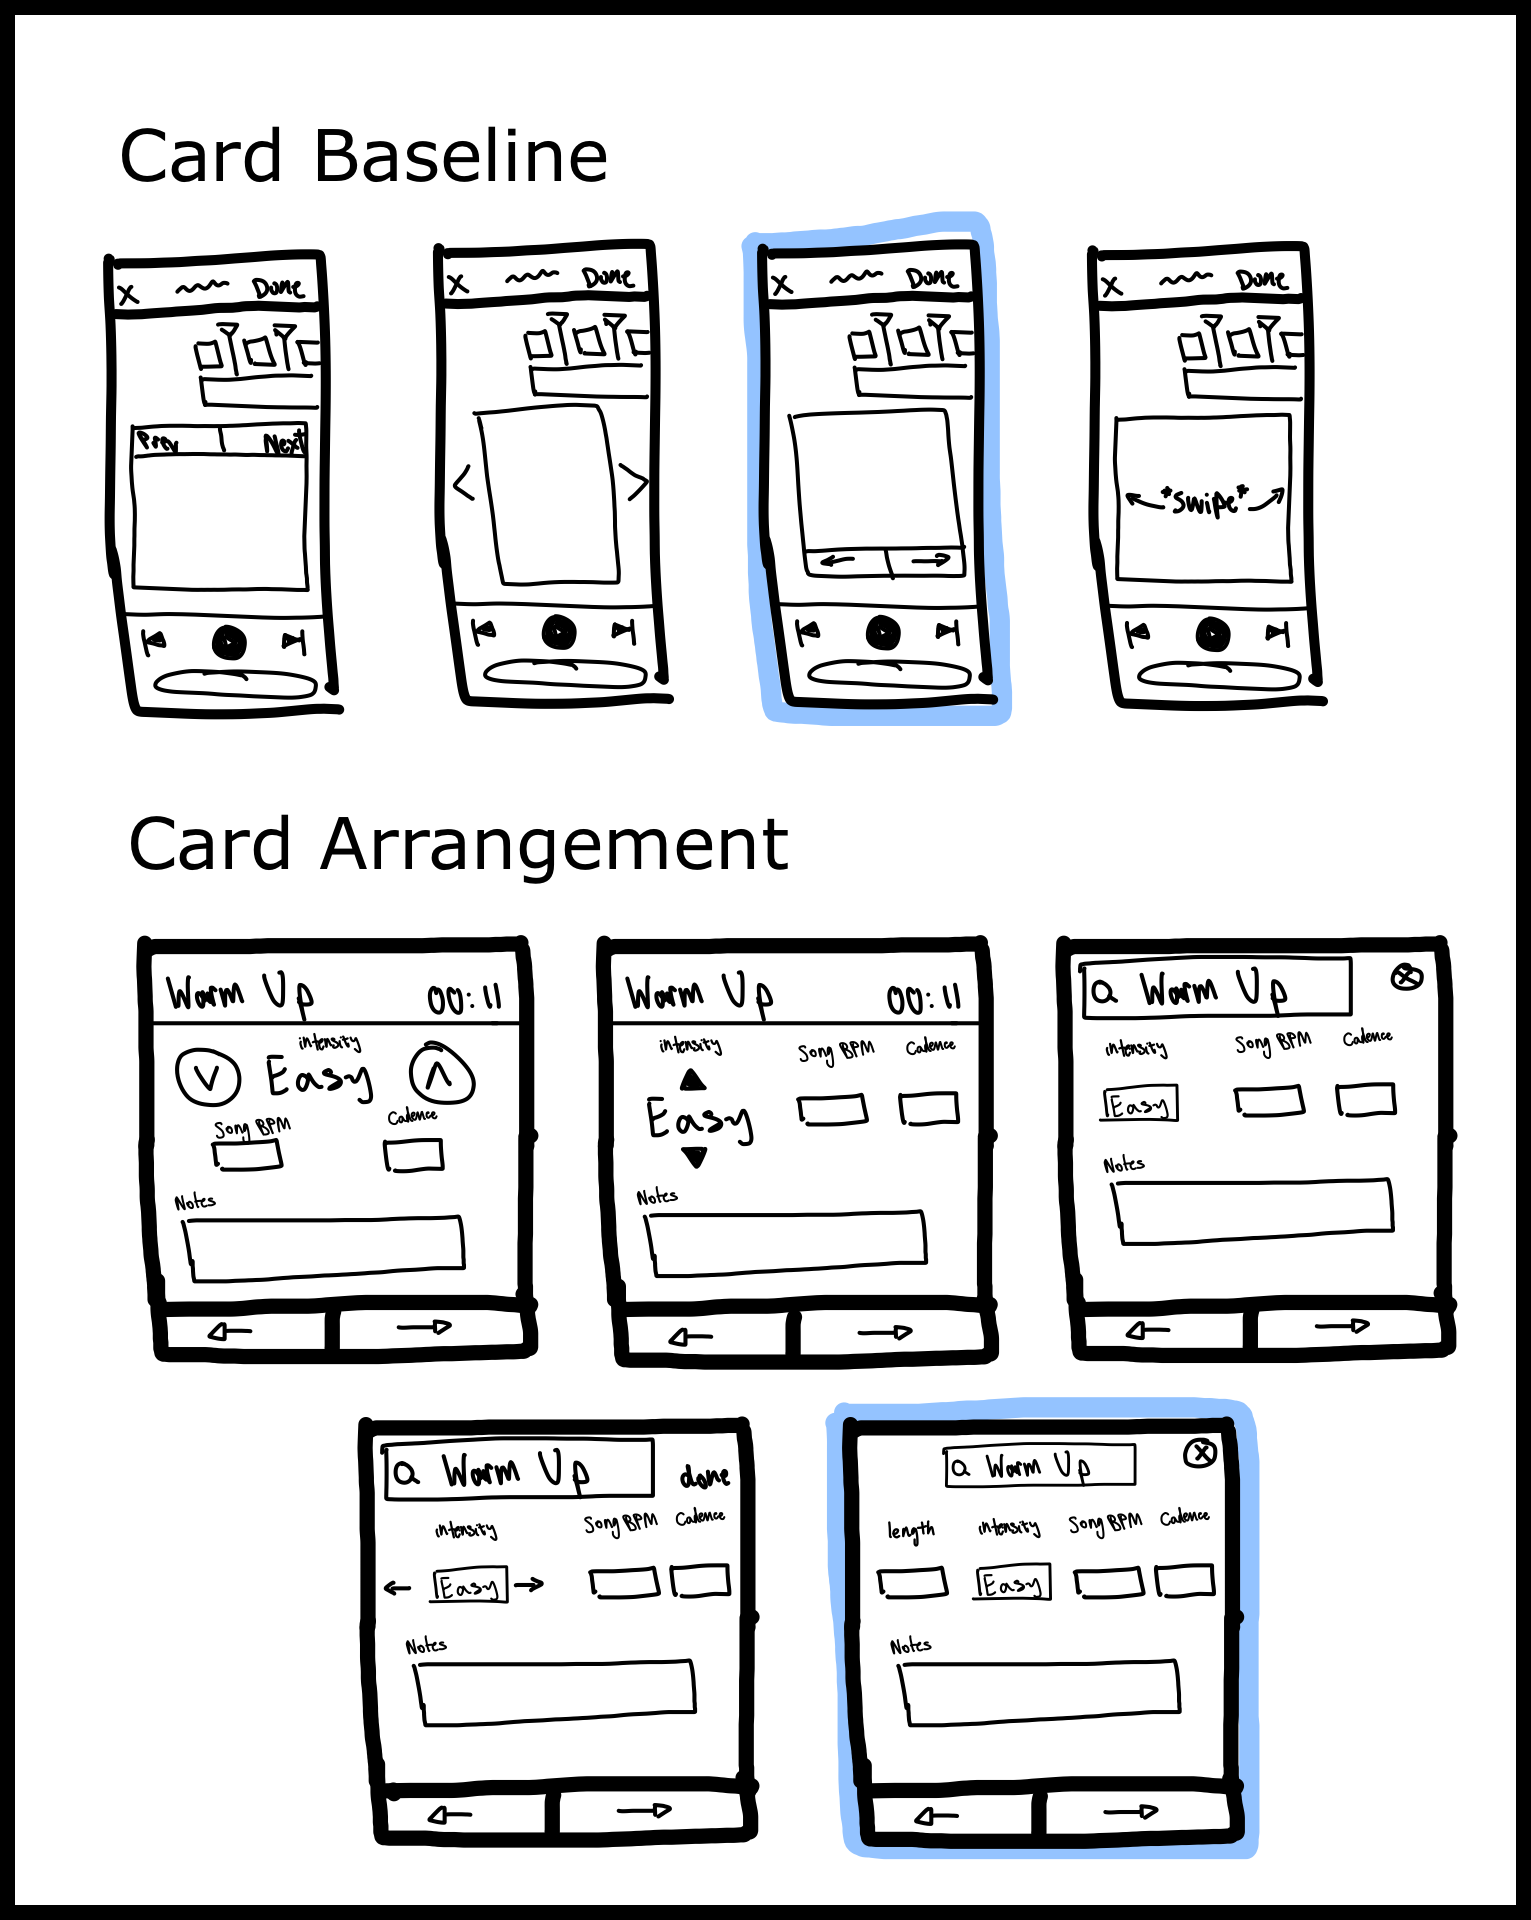 Card Baseline
x Done
x Done
x Done
x Done
Prev Next
< >
*swipe*
Card Arrangement
Warm Up 00:11
intensity
Easy
Song BPM Cadence
Notes
Warm Up 00:11
intensity Song BPM Cadence
Easy
Notes
Warm Up x
intensity Song BPM Cadence
Easy
Notes
Warm Up done
intensity Song BPM Cadence
Easy
Notes
Warm Up x
length intensity Song BPM Cadence
Easy
Notes